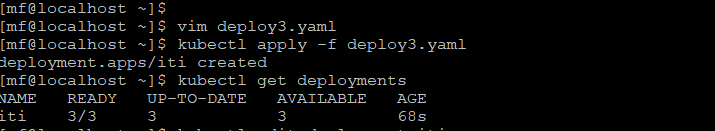 [mf@localhost ~]$
[mf@localhost ~]$ vim deploy3.yaml
[mf@localhost ~]$ kubectl apply -f deploy3.yaml
deployment.apps/iti created
[mf@localhost ~]$ kubectl get deployments
NAME READY UP-TO-DATE AVAILABLE AGE
iti 3/3 3 3 68s